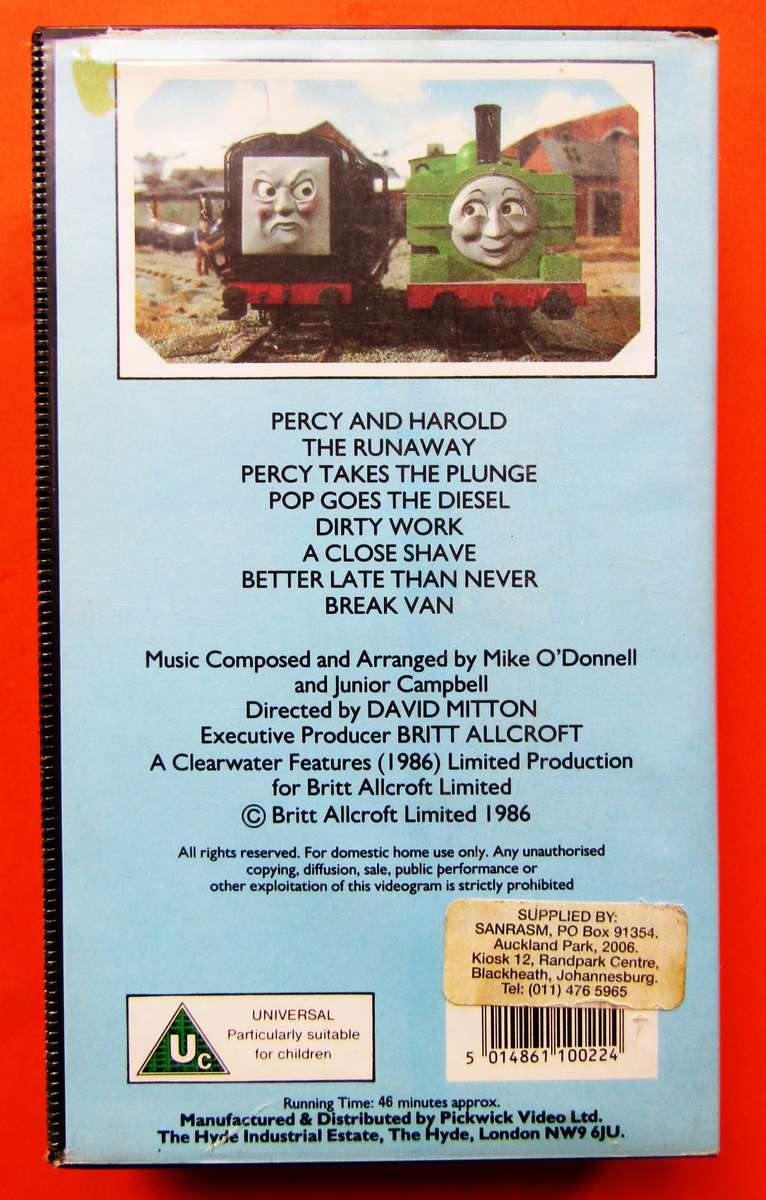 PERCY AND HAROLD
THE RUNAWAY
PERCY TAKES THE PLUNGE
POP GOES THE DIESEL
DIRTY WORK
A CLOSE SHAVE
BETTER LATE THAN NEVER
BREAK VAN
Music Composed and Arranged by Mike O'Donnell
and Junior Campbell
Directed by DAVID MITTON
Executive Producer BRITT ALLCROFT
A Clearwater Features (1986) Limited Production
for Britt Allcroft Limited
© Britt Allcroft Limited 1986
All rights reserved. For domestic home use only. Any unauthorised
copying, diffusion, sale, public performance or
other exploitation of this videogram is strictly prohibited
SUPPLIED BY:
SANRASM, PO Box 91354.
Auckland Park, 2006.
Kiosk 12, Randpark Centre,
Blackheath, Johannesburg.
Tel: (011) 476 5965
Uc
UNIVERSAL
Particularly suitable
for children
5 014861 100224
Running Time: 46 minutes approx.
Manufactured & Distributed by Pickwick Video Ltd.
The Hyde Industrial Estate, The Hyde, London NW9 6JU.